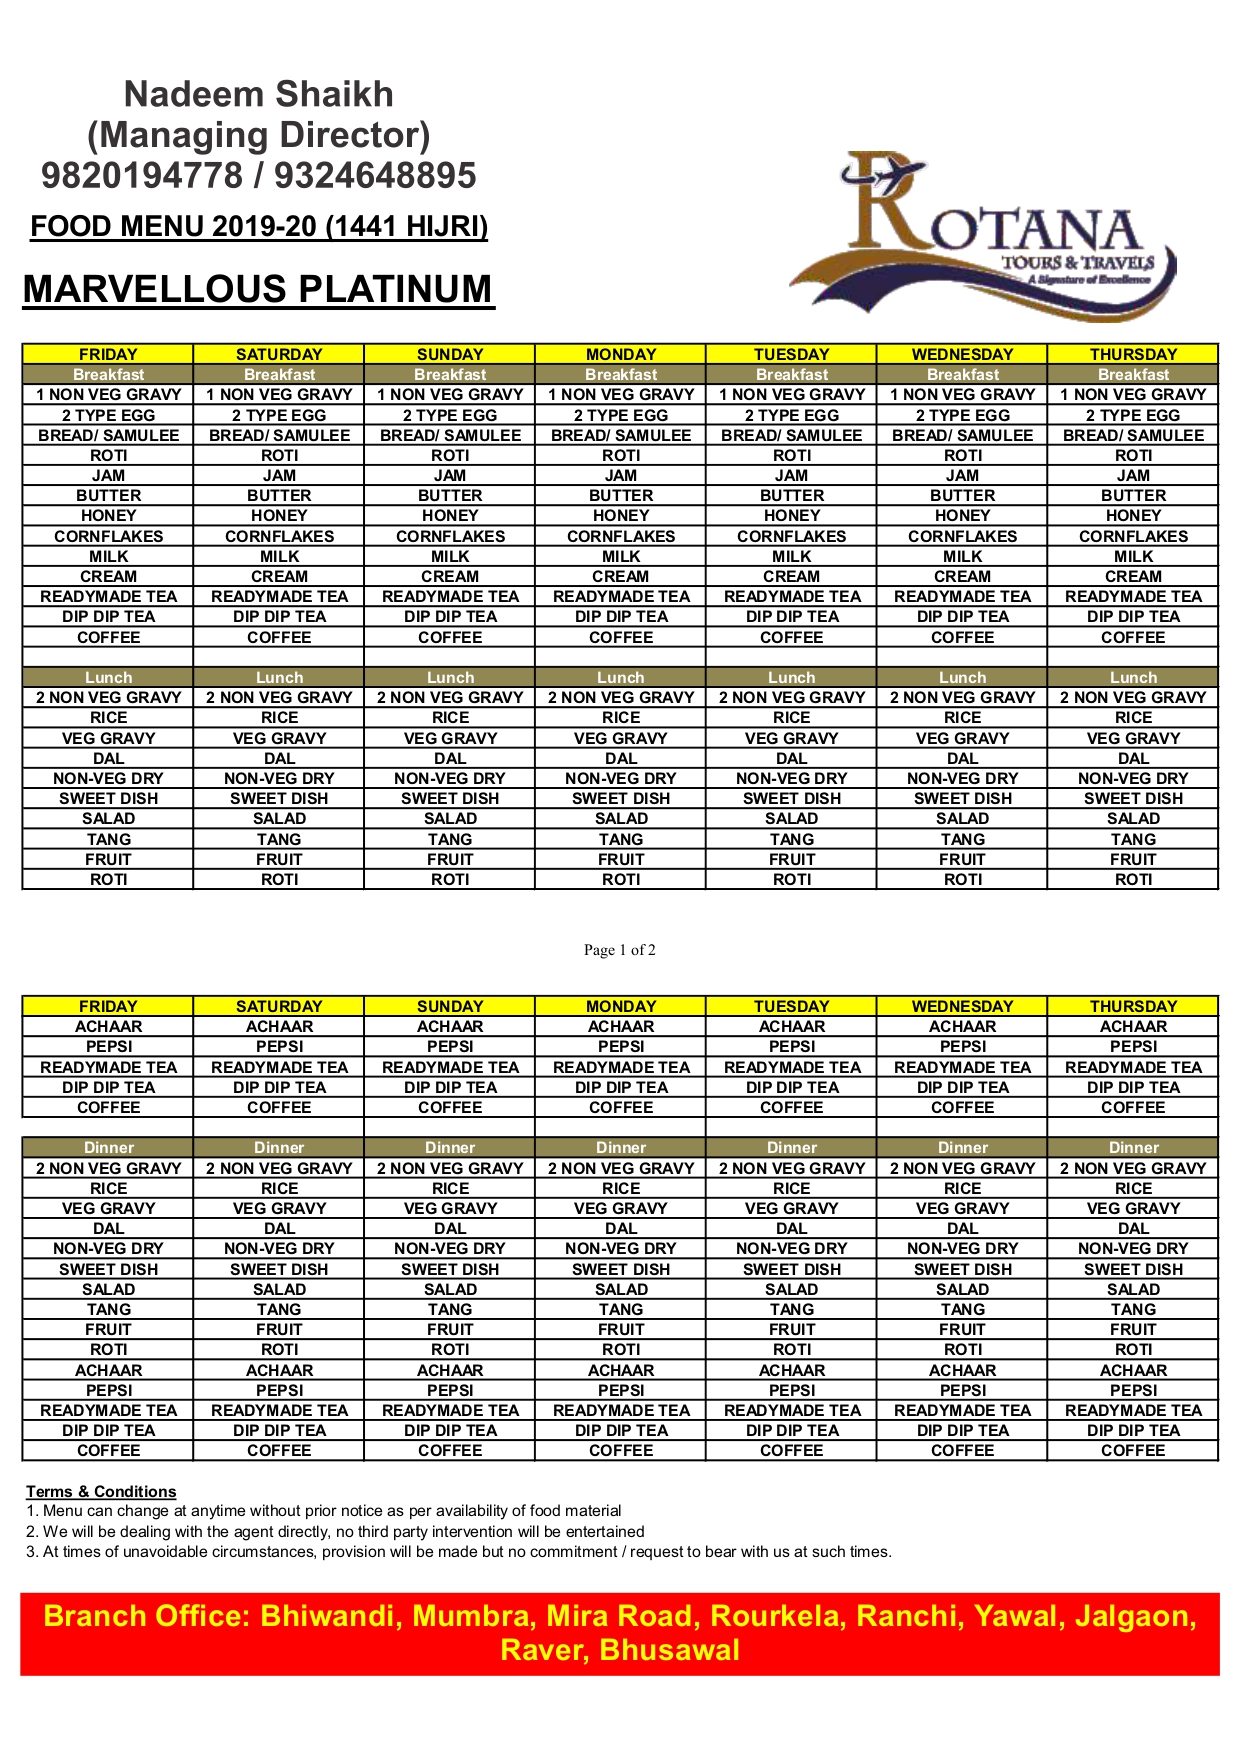 Nadeem Shaikh
(Managing Director)
9820194778 / 9324648895
FOOD MENU 2019-20 (1441 HIJRI)
MARVELLOUS PLATINUM
ROTANA
TOURS & TRAVELS
A Signature of Excellence
FRIDAY SATURDAY SUNDAY MONDAY TUESDAY WEDNESDAY THURSDAY
Breakfast Breakfast Breakfast Breakfast Breakfast Breakfast Breakfast
1 NON VEG GRAVY 1 NON VEG GRAVY 1 NON VEG GRAVY 1 NON VEG GRAVY 1 NON VEG GRAVY 1 NON VEG GRAVY 1 NON VEG GRAVY
2 TYPE EGG 2 TYPE EGG 2 TYPE EGG 2 TYPE EGG 2 TYPE EGG 2 TYPE EGG 2 TYPE EGG
BREAD/ SAMULEE BREAD/ SAMULEE BREAD/ SAMULEE BREAD/ SAMULEE BREAD/ SAMULEE BREAD/ SAMULEE BREAD/ SAMULEE
ROTI ROTI ROTI ROTI ROTI ROTI ROTI
JAM JAM JAM JAM JAM JAM JAM
BUTTER BUTTER BUTTER BUTTER BUTTER BUTTER BUTTER
HONEY HONEY HONEY HONEY HONEY HONEY HONEY
CORNFLAKES CORNFLAKES CORNFLAKES CORNFLAKES CORNFLAKES CORNFLAKES CORNFLAKES
MILK MILK MILK MILK MILK MILK MILK
CREAM CREAM CREAM CREAM CREAM CREAM CREAM
READYMADE TEA READYMADE TEA READYMADE TEA READYMADE TEA READYMADE TEA READYMADE TEA READYMADE TEA
DIP DIP TEA DIP DIP TEA DIP DIP TEA DIP DIP TEA DIP DIP TEA DIP DIP TEA DIP DIP TEA
COFFEE COFFEE COFFEE COFFEE COFFEE COFFEE COFFEE
Lunch Lunch Lunch Lunch Lunch Lunch Lunch
2 NON VEG GRAVY 2 NON VEG GRAVY 2 NON VEG GRAVY 2 NON VEG GRAVY 2 NON VEG GRAVY 2 NON VEG GRAVY 2 NON VEG GRAVY
RICE RICE RICE RICE RICE RICE RICE
VEG GRAVY VEG GRAVY VEG GRAVY VEG GRAVY VEG GRAVY VEG GRAVY VEG GRAVY
DAL DAL DAL DAL DAL DAL DAL
NON-VEG DRY NON-VEG DRY NON-VEG DRY NON-VEG DRY NON-VEG DRY NON-VEG DRY NON-VEG DRY
SWEET DISH SWEET DISH SWEET DISH SWEET DISH SWEET DISH SWEET DISH SWEET DISH
SALAD SALAD SALAD SALAD SALAD SALAD SALAD
TANG TANG TANG TANG TANG TANG TANG
FRUIT FRUIT FRUIT FRUIT FRUIT FRUIT FRUIT
ROTI ROTI ROTI ROTI ROTI ROTI ROTI
Page 1 of 2
FRIDAY SATURDAY SUNDAY MONDAY TUESDAY WEDNESDAY THURSDAY
ACHAAR ACHAAR ACHAAR ACHAAR ACHAAR ACHAAR ACHAAR
PEPSI PEPSI PEPSI PEPSI PEPSI PEPSI PEPSI
READYMADE TEA READYMADE TEA READYMADE TEA READYMADE TEA READYMADE TEA READYMADE TEA READYMADE TEA
DIP DIP TEA DIP DIP TEA DIP DIP TEA DIP DIP TEA DIP DIP TEA DIP DIP TEA DIP DIP TEA
COFFEE COFFEE COFFEE COFFEE COFFEE COFFEE COFFEE
Dinner Dinner Dinner Dinner Dinner Dinner Dinner
2 NON VEG GRAVY 2 NON VEG GRAVY 2 NON VEG GRAVY 2 NON VEG GRAVY 2 NON VEG GRAVY 2 NON VEG GRAVY 2 NON VEG GRAVY
RICE RICE RICE RICE RICE RICE RICE
VEG GRAVY VEG GRAVY VEG GRAVY VEG GRAVY VEG GRAVY VEG GRAVY VEG GRAVY
DAL DAL DAL DAL DAL DAL DAL
NON-VEG DRY NON-VEG DRY NON-VEG DRY NON-VEG DRY NON-VEG DRY NON-VEG DRY NON-VEG DRY
SWEET DISH SWEET DISH SWEET DISH SWEET DISH SWEET DISH SWEET DISH SWEET DISH
SALAD SALAD SALAD SALAD SALAD SALAD SALAD
TANG TANG TANG TANG TANG TANG TANG
FRUIT FRUIT FRUIT FRUIT FRUIT FRUIT FRUIT
ROTI ROTI ROTI ROTI ROTI ROTI ROTI
ACHAAR ACHAAR ACHAAR ACHAAR ACHAAR ACHAAR ACHAAR
PEPSI PEPSI PEPSI PEPSI PEPSI PEPSI PEPSI
READYMADE TEA READYMADE TEA READYMADE TEA READYMADE TEA READYMADE TEA READYMADE TEA READYMADE TEA
DIP DIP TEA DIP DIP TEA DIP DIP TEA DIP DIP TEA DIP DIP TEA DIP DIP TEA DIP DIP TEA
COFFEE COFFEE COFFEE COFFEE COFFEE COFFEE COFFEE
Terms & Conditions
1. Menu can change at anytime without prior notice as per availability of food material
2. We will be dealing with the agent directly, no third party intervention will be entertained
3. At times of unavoidable circumstances, provision will be made but no commitment / request to bear with us at such times.
Branch Office: Bhiwandi, Mumbra, Mira Road, Rourkela, Ranchi, Yawal, Jalgaon,
Raver, Bhusawal